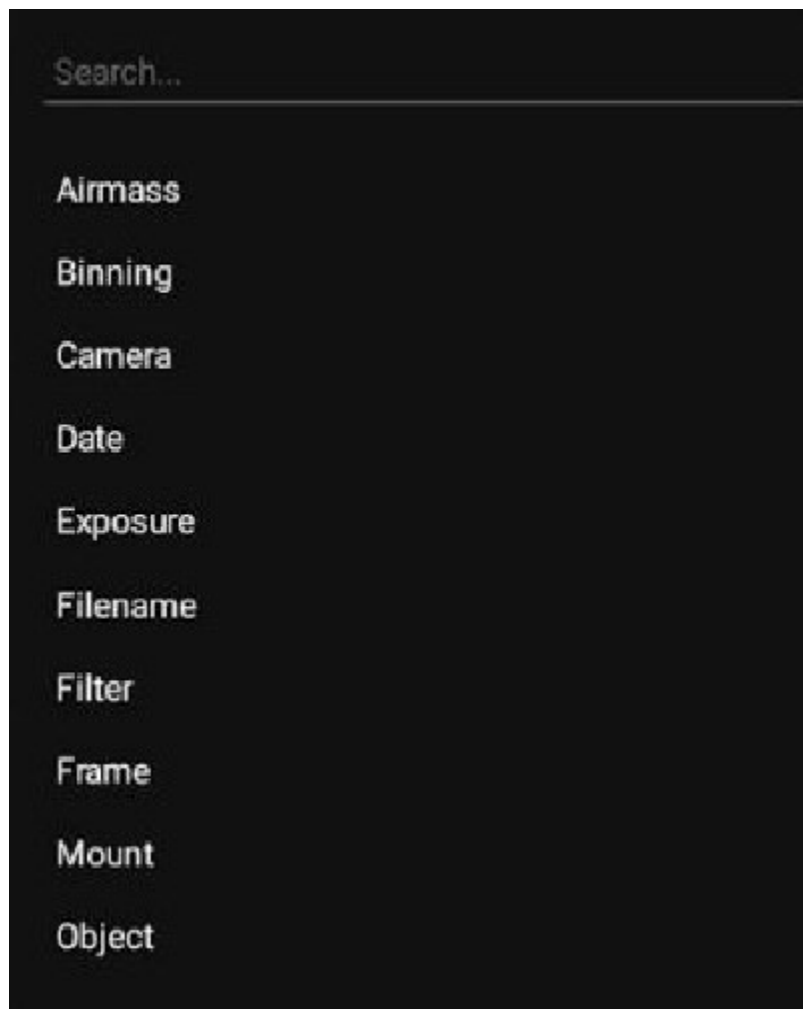 Search...
Airmass
Binning
Camera
Date
Exposure
Filename
Filter
Frame
Mount
Object